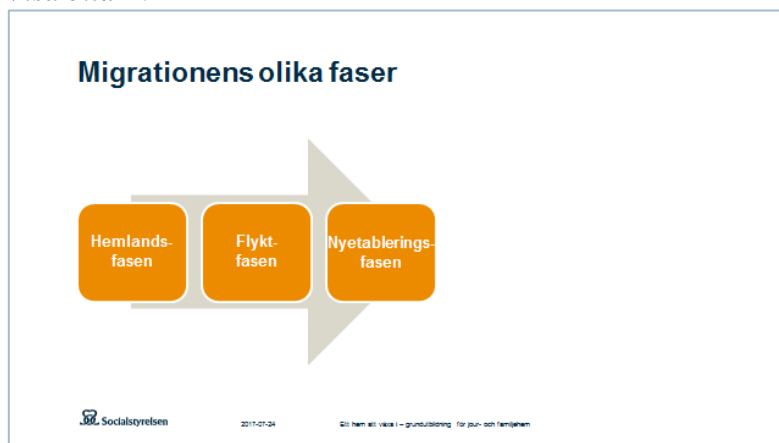 Migrationens olika faser
Hemlands-
fasen
Flykt-
fasen
Nyetablerings-
fasen
Socialstyrelsen
2017-07-24
Ett hem att växa i – grundutbildning för jour- och familjehem